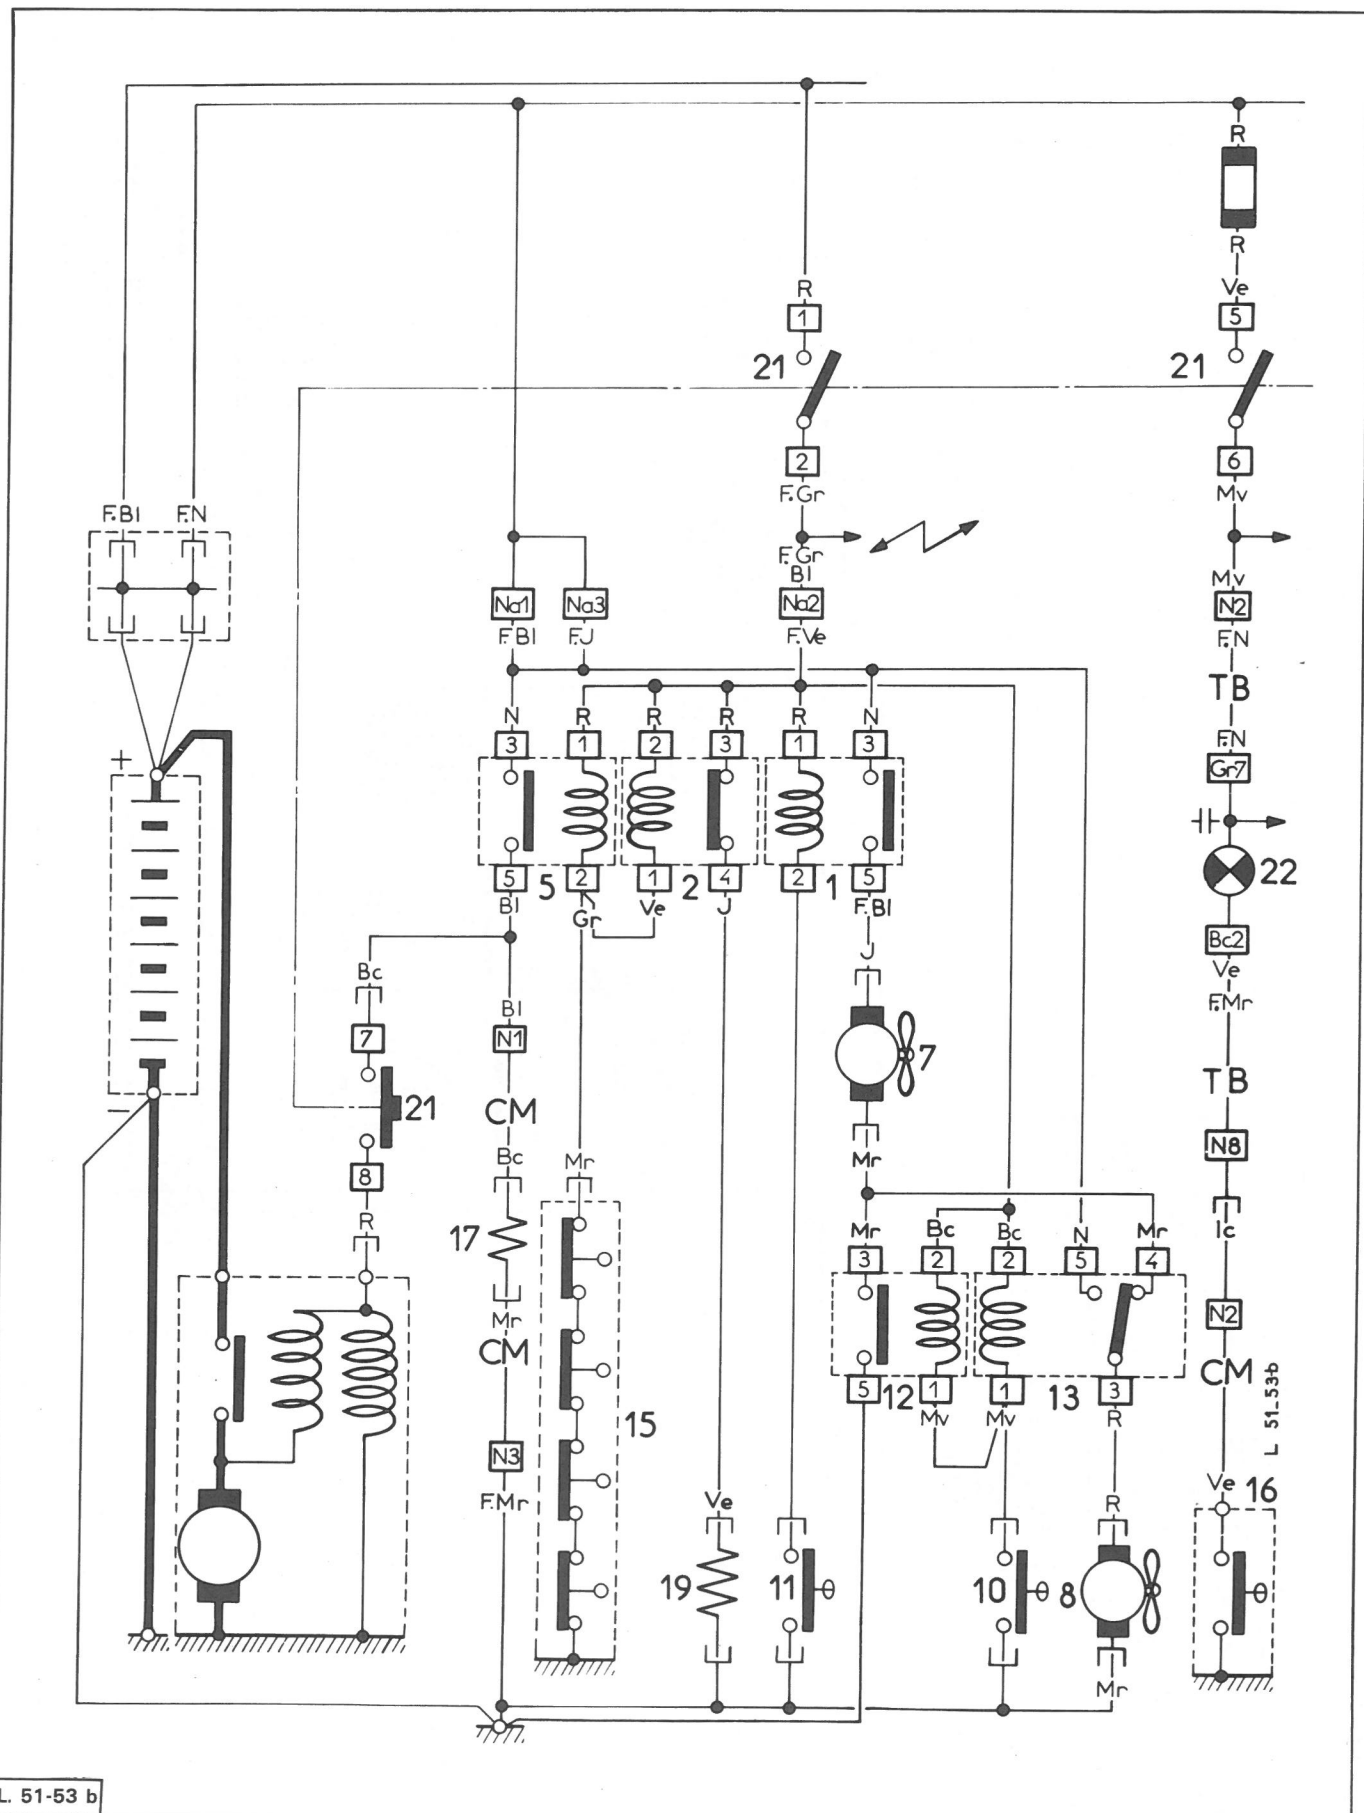 R
R
Ve
R
5
1
21
21
2
6
F.Gr
Mv
F.Bl F.N
F.Gr
Bl
Mv
Na1 Na3 Na2 N2
F.Bl F.J F.Ve F.N
TB
N R R R R N
F.N
3 1 2 3 1 3
Gr7
+
5 2 1 4 2 5
5 2 1
22
Bl Gr Ve J F.Bl
Bc2
J
Ve
Bc
F.Mr
Bl
7 N1
7
TB
CM
21
–
N8
Bc Mr Mr
8
R
Ic
17
Mr Bc Bc N Mr
3 2 2 5 4
N2
Mr
CM
CM
5 12 1 1 13 3
Mv Mv R
L 51-53b
15
N3
Ve 16
F.Mr Ve R
19 11 10 8
Mr
L. 51-53 b